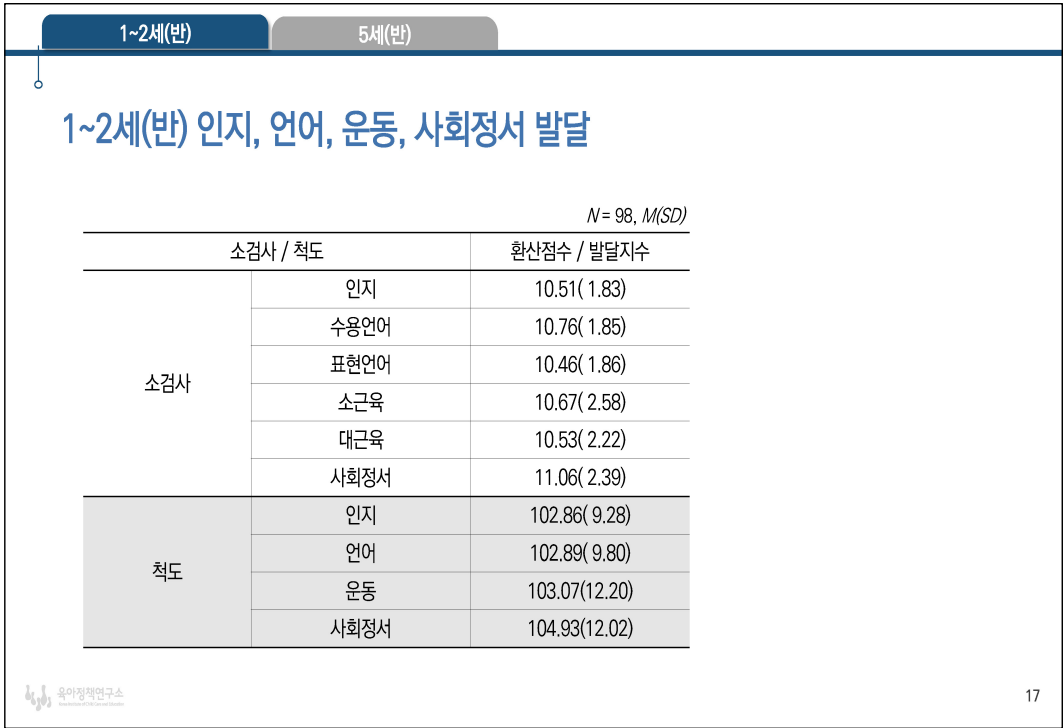 1~2세(반) 5세(반)
1~2세(반) 인지, 언어, 운동, 사회정서 발달
N = 98, M(SD)
소검사 / 척도 환산점수 / 발달지수
소검사
인지 10.51( 1.83)
수용언어 10.76( 1.85)
표현언어 10.46( 1.86)
소근육 10.67( 2.58)
대근육 10.53( 2.22)
사회정서 11.06( 2.39)
척도
인지 102.86( 9.28)
언어 102.89( 9.80)
운동 103.07(12.20)
사회정서 104.93(12.02)
육아정책연구소
17